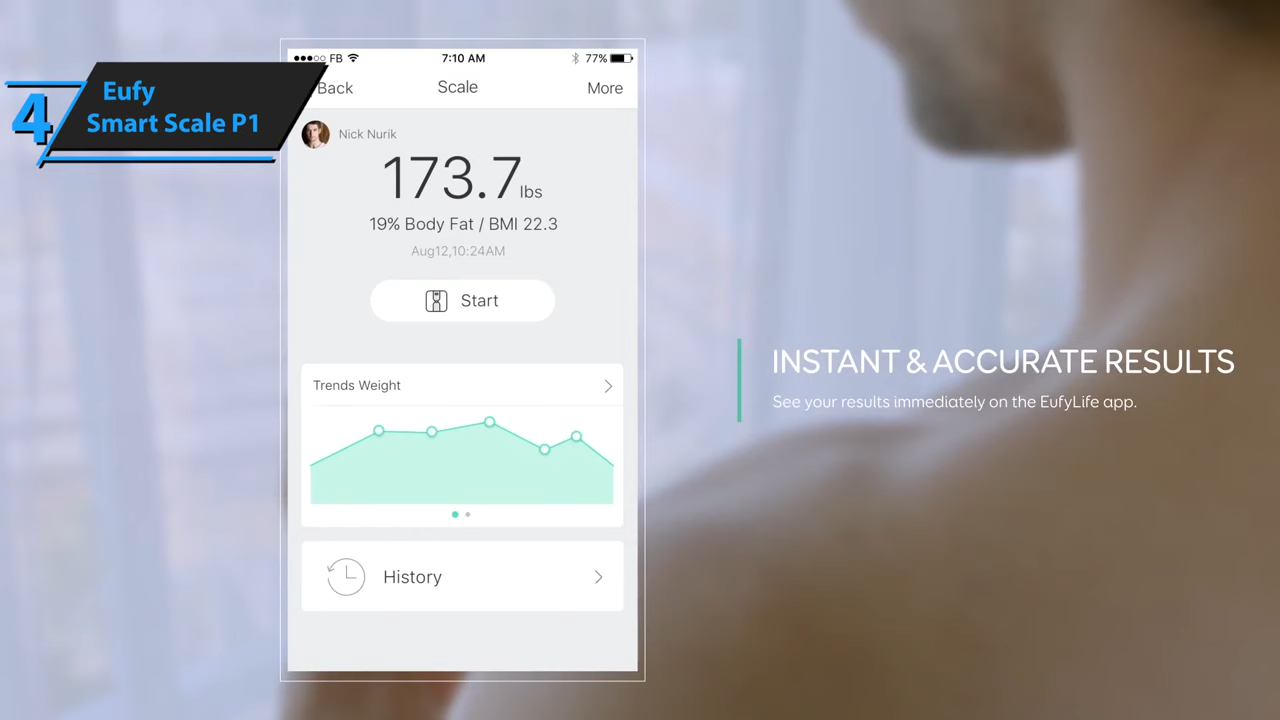 FB
7:10 AM
77%
4
Eufy
Smart Scale P1
Back
Scale
More
Nick Nurik
173.7 lbs
19% Body Fat / BMI 22.3
Aug12,10:24AM
Start
Trends Weight
History
INSTANT & ACCURATE RESULTS
See your results immediately on the EufyLife app.